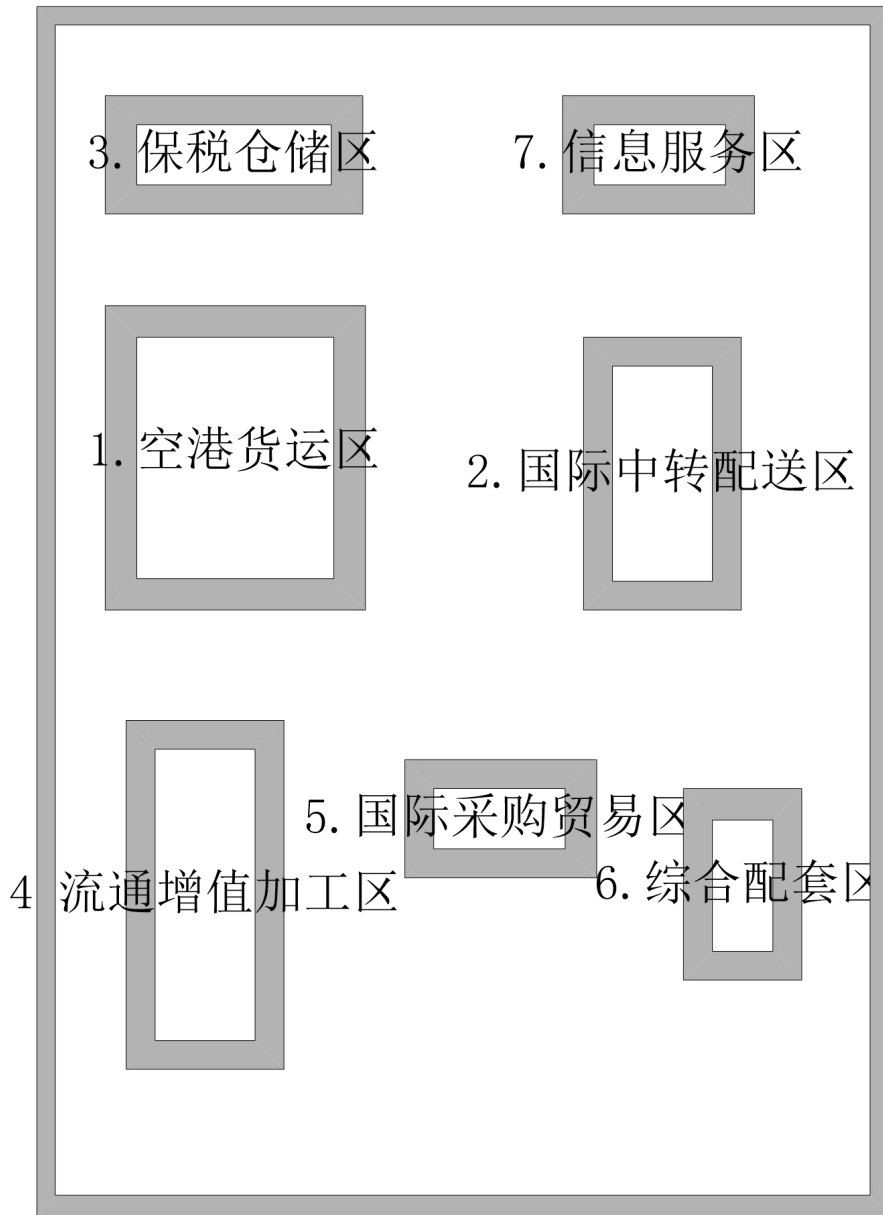 3.保税仓储区
7.信息服务区
1.空港货运区
2.国际中转配送区
5.国际采购贸易区
4 流通增值加工区
6.综合配套区